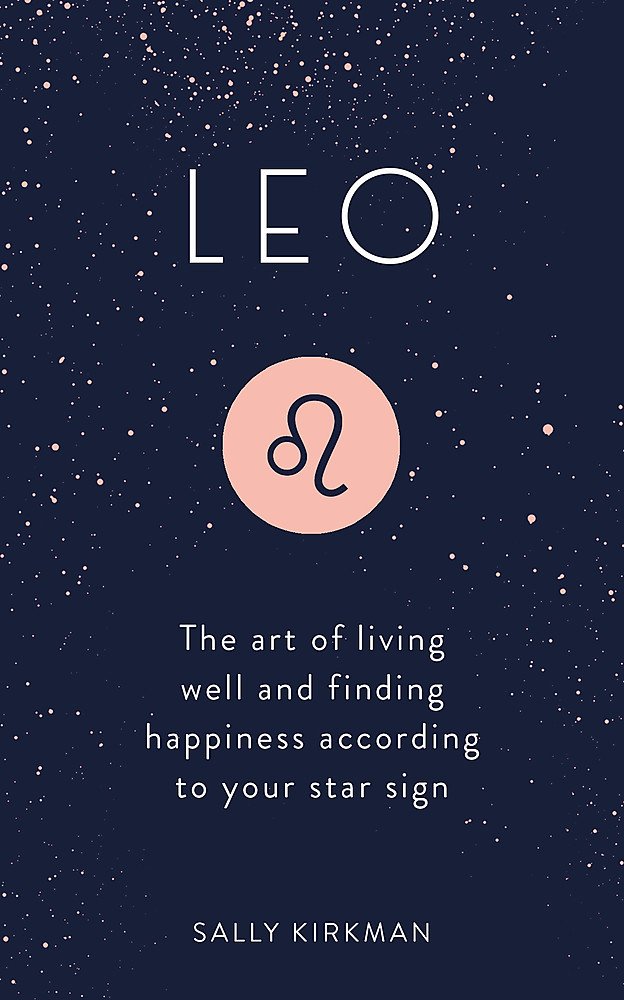 LEO
The art of living
well and finding
happiness according
to your star sign
SALLY KIRKMAN